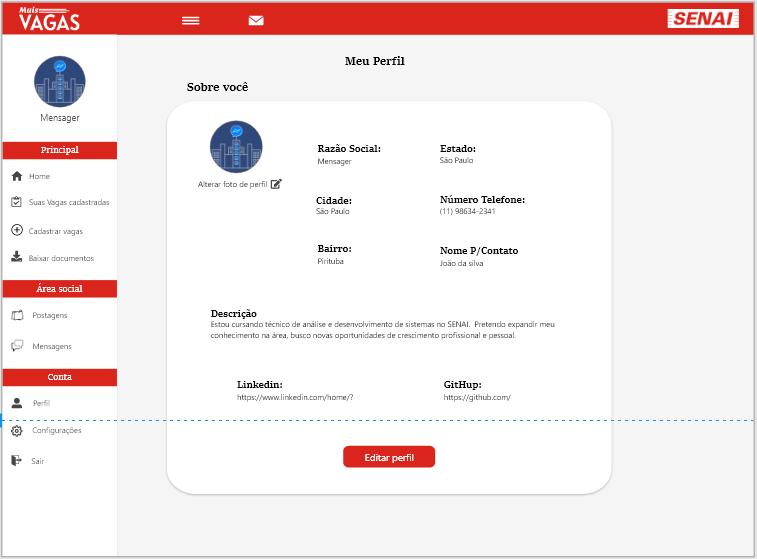 Mais
VAGAS
SENAI
Mensager
Principal
Home
Suas Vagas cadastradas
Cadastrar vagas
Baixar documentos
Área social
Postagens
Mensagens
Conta
Perfil
Configurações
Sair
Meu Perfil
Sobre você
Alterar foto de perfil
Razão Social:
Mensager
Estado:
São Paulo
Cidade:
São Paulo
Número Telefone:
(11) 98634-2341
Bairro:
Pirituba
Nome P/Contato
João da silva
Descrição
Estou cursando técnico de análise e desenvolvimento de sistemas no SENAI. Pretendo expandir meu
conhecimento na área, busco novas oportunidades de crescimento profissional e pessoal.
Linkedin:
https://www.linkedin.com/home/?
GitHup:
https://github.com/
Editar perfil